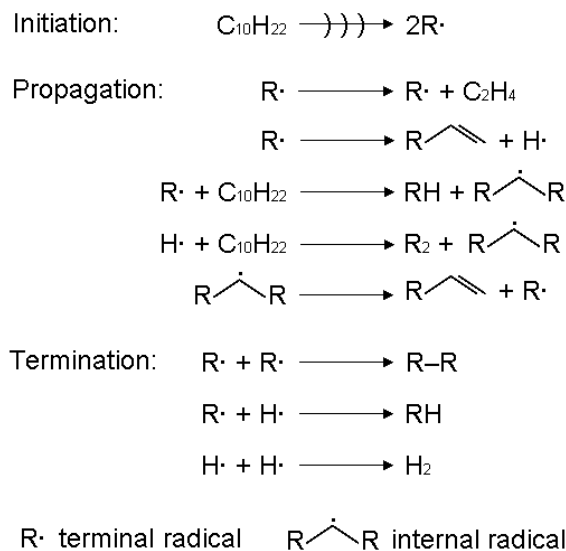 Initiation: C₁₀H₂₂ ⟶ ))) 2R·
Propagation: R· ⟶ R· + C₂H₄
R· ⟶ R + H·
R· + C₁₀H₂₂ ⟶ RH + R R
H· + C₁₀H₂₂ ⟶ R₂ + R R
R R ⟶ R + R·
Termination: R· + R· ⟶ R–R
R· + H· ⟶ RH
H· + H· ⟶ H₂
R· terminal radical R R internal radical